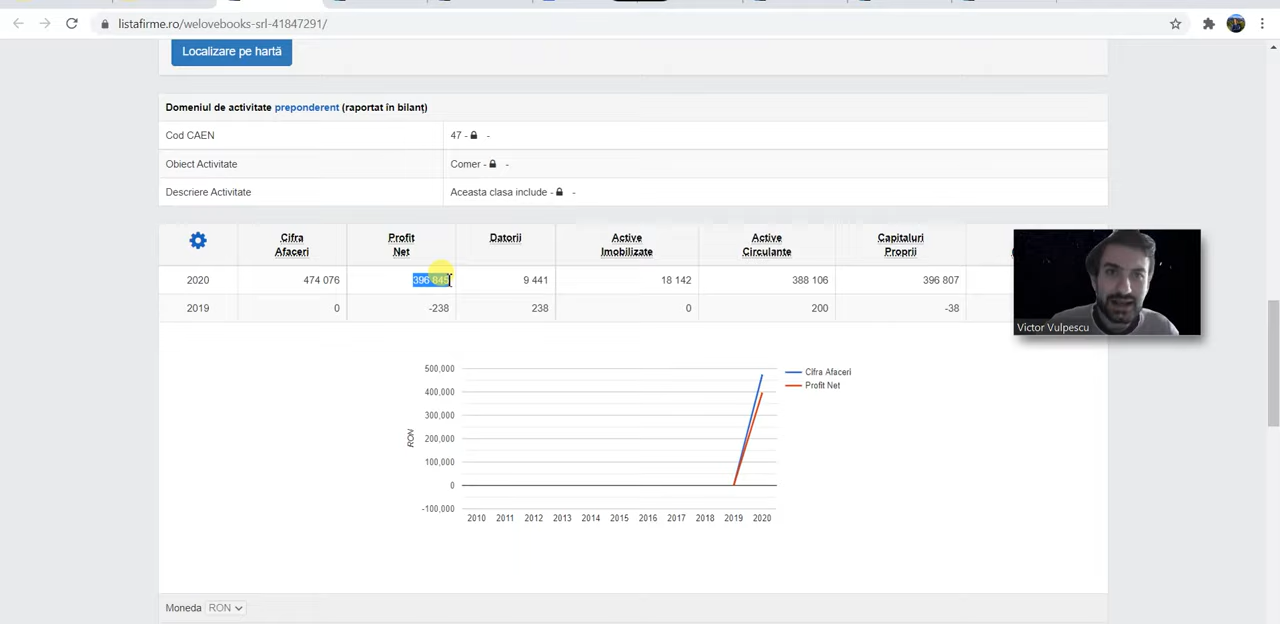 listafirme.ro/welovebooks-srl-41847291/
Localizare pe hartă
Domeniul de activitate preponderent (raportat în bilanț)
Cod CAEN 47 - -
Obiect Activitate Comer - -
Descriere Activitate Aceasta clasa include - -
Cifra Afaceri Profit Net Datorii Active Imobilizate Active Circulante Capitaluri Proprii
2020 474 076 396 845 9 441 18 142 388 106 396 807
2019 0 -238 238 0 200 -38
Victor Vulpescu
500,000
400,000
300,000
200,000
100,000
0
-100,000
RON
Cifra Afaceri
Profit Net
2010 2011 2012 2013 2014 2015 2016 2017 2018 2019 2020
Moneda RON